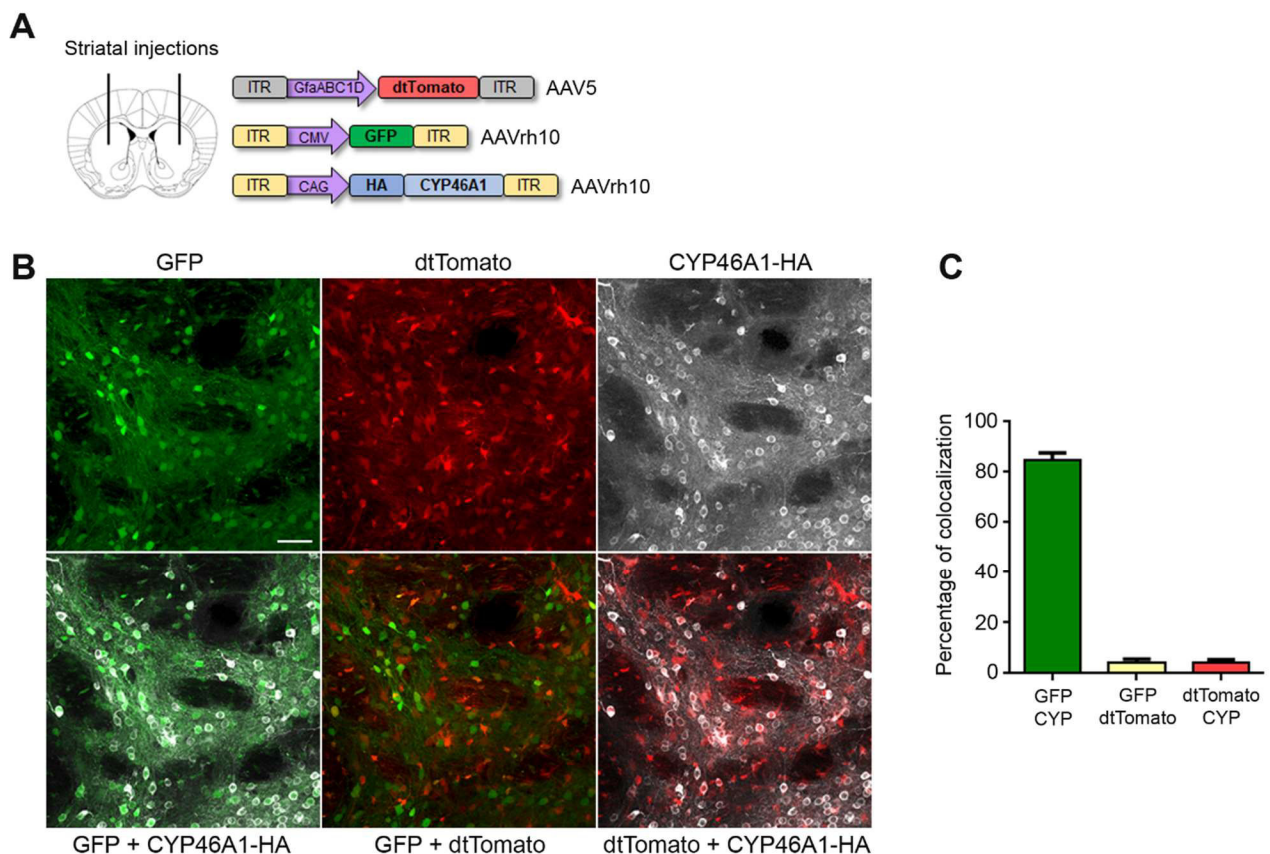 A
Striatal injections
ITR GfaABC1D dtTomato ITR AAV5
ITR CMV GFP ITR AAVrh10
ITR CAG HA CYP46A1 ITR AAVrh10
B
GFP dtTomato CYP46A1-HA
GFP + CYP46A1-HA GFP + dtTomato dtTomato + CYP46A1-HA
C
Percentage of colocalization
100
80
60
40
20
0
GFP GFP dtTomato
CYP dtTomato CYP